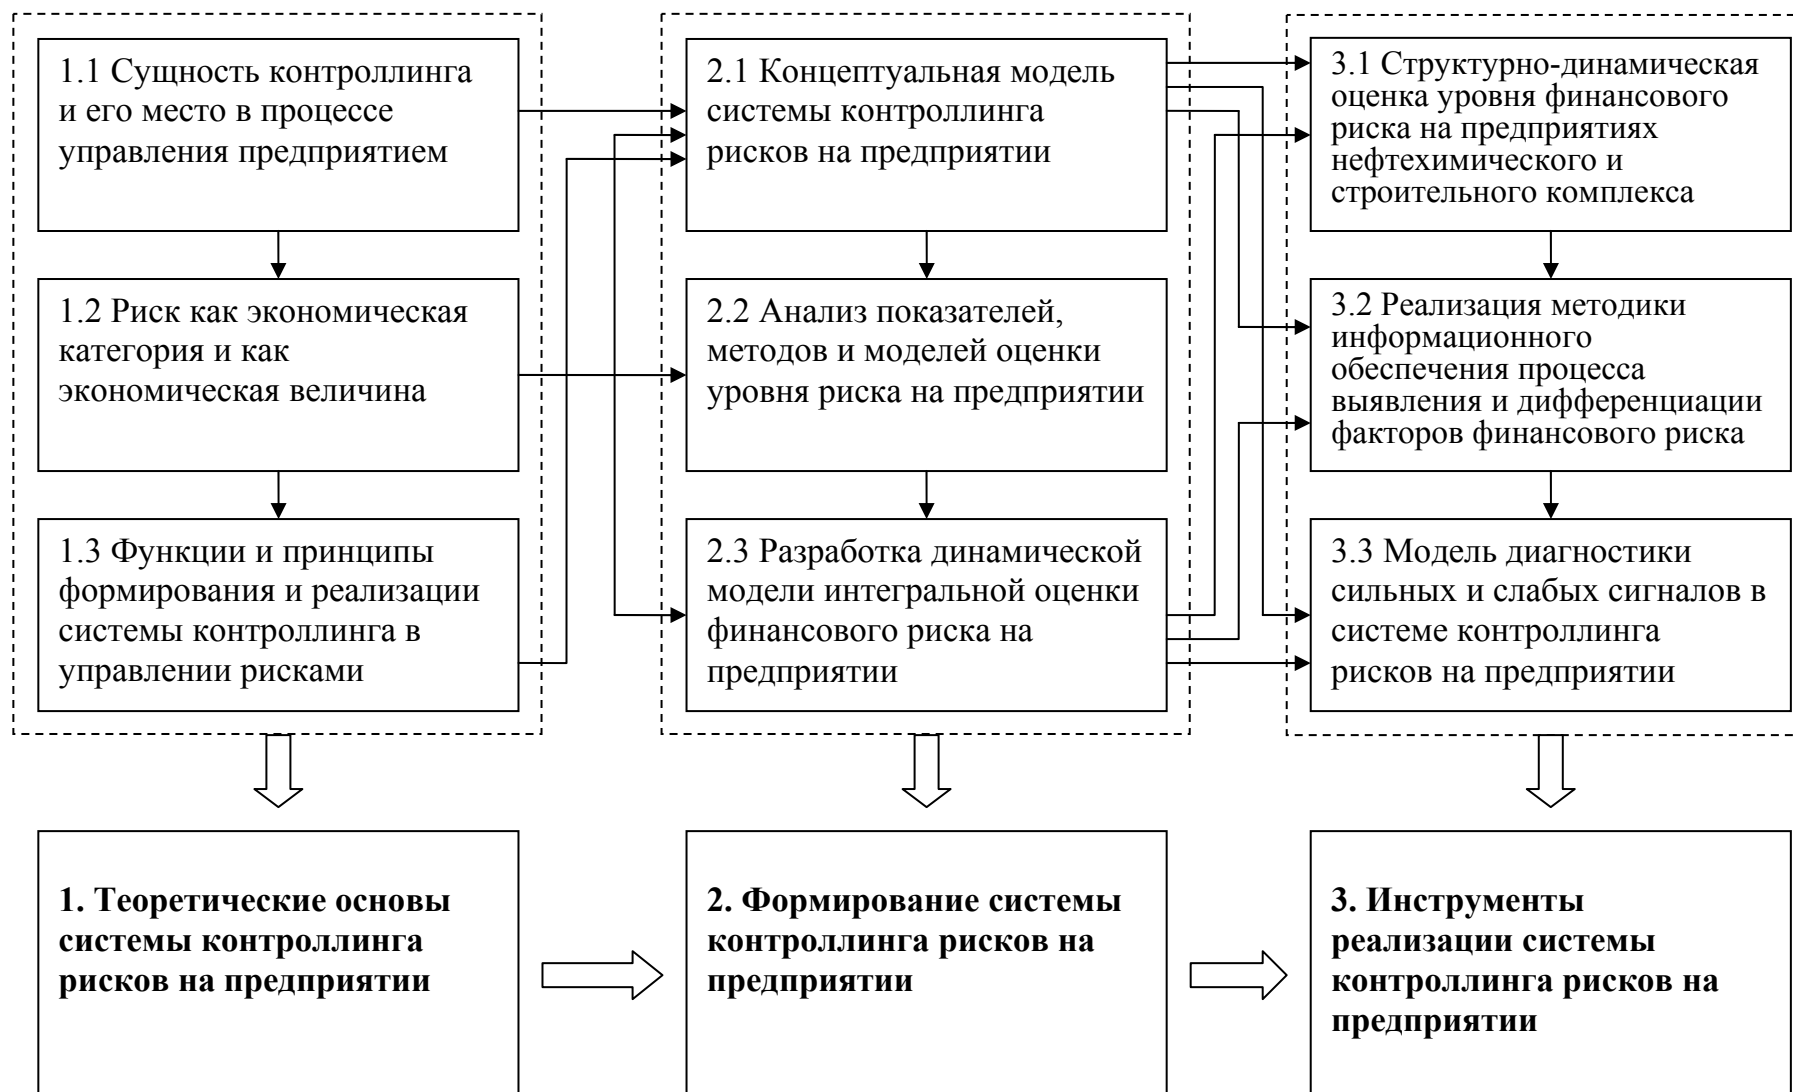 1.1 Сущность контроллинга
и его место в процессе
управления предприятием
1.2 Риск как экономическая
категория и как
экономическая величина
1.3 Функции и принципы
формирования и реализации
системы контроллинга в
управлении рисками
2.1 Концептуальная модель
системы контроллинга
рисков на предприятии
2.2 Анализ показателей,
методов и моделей оценки
уровня риска на предприятии
2.3 Разработка динамической
модели интегральной оценки
финансового риска на
предприятии
3.1 Структурно-динамическая
оценка уровня финансового
риска на предприятиях
нефтехимического и
строительного комплекса
3.2 Реализация методики
информационного
обеспечения процесса
выявления и дифференциации
факторов финансового риска
3.3 Модель диагностики
сильных и слабых сигналов в
системе контроллинга
рисков на предприятии
1. Теоретические основы
системы контроллинга
рисков на предприятии
2. Формирование системы
контроллинга рисков на
предприятии
3. Инструменты
реализации системы
контроллинга рисков на
предприятии